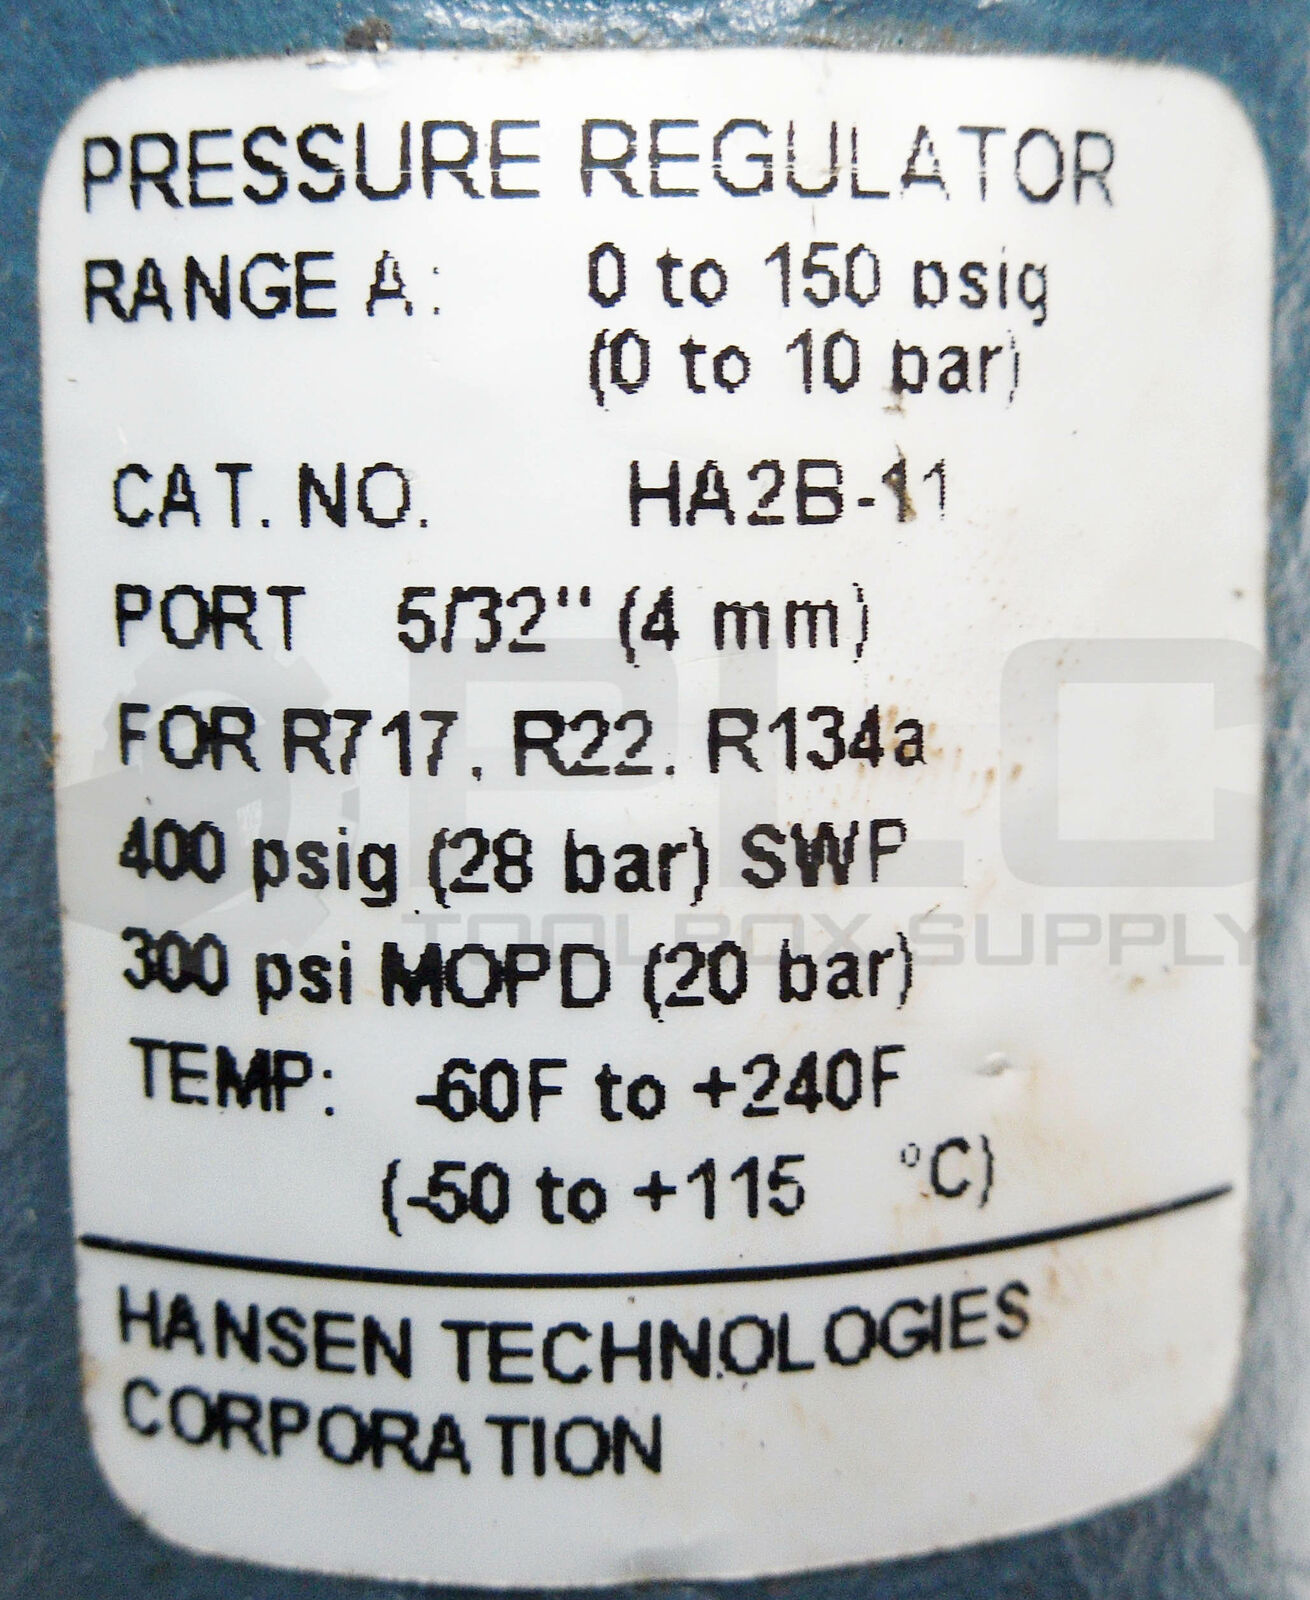 PRESSURE REGULATOR
RANGE A: 0 to 150 psig
(0 to 10 bar)
CAT. NO. HA2B-11
PORT 5/32" (4 mm)
FOR R717, R22, R134a
400 psig (28 bar) SWP
300 psi MOPD (20 bar)
TEMP: -60F to +240F
(-50 to +115 °C)
HANSEN TECHNOLOGIES
CORPORATION
PLC
TOOLBOX SUPPLY